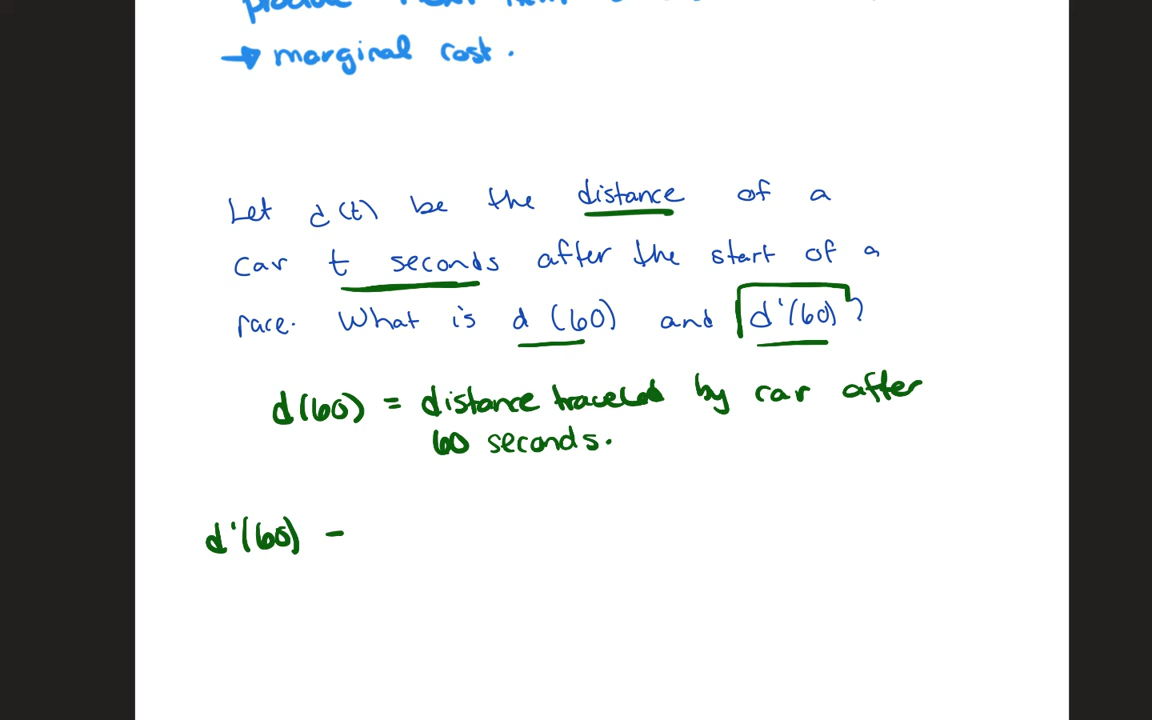 → marginal cost.
Let d(t) be the distance of a
car t seconds after the start of a
race. What is d (60) and d'(60)?
d(60) = distance traceled by car after
60 seconds.
d'(60) -